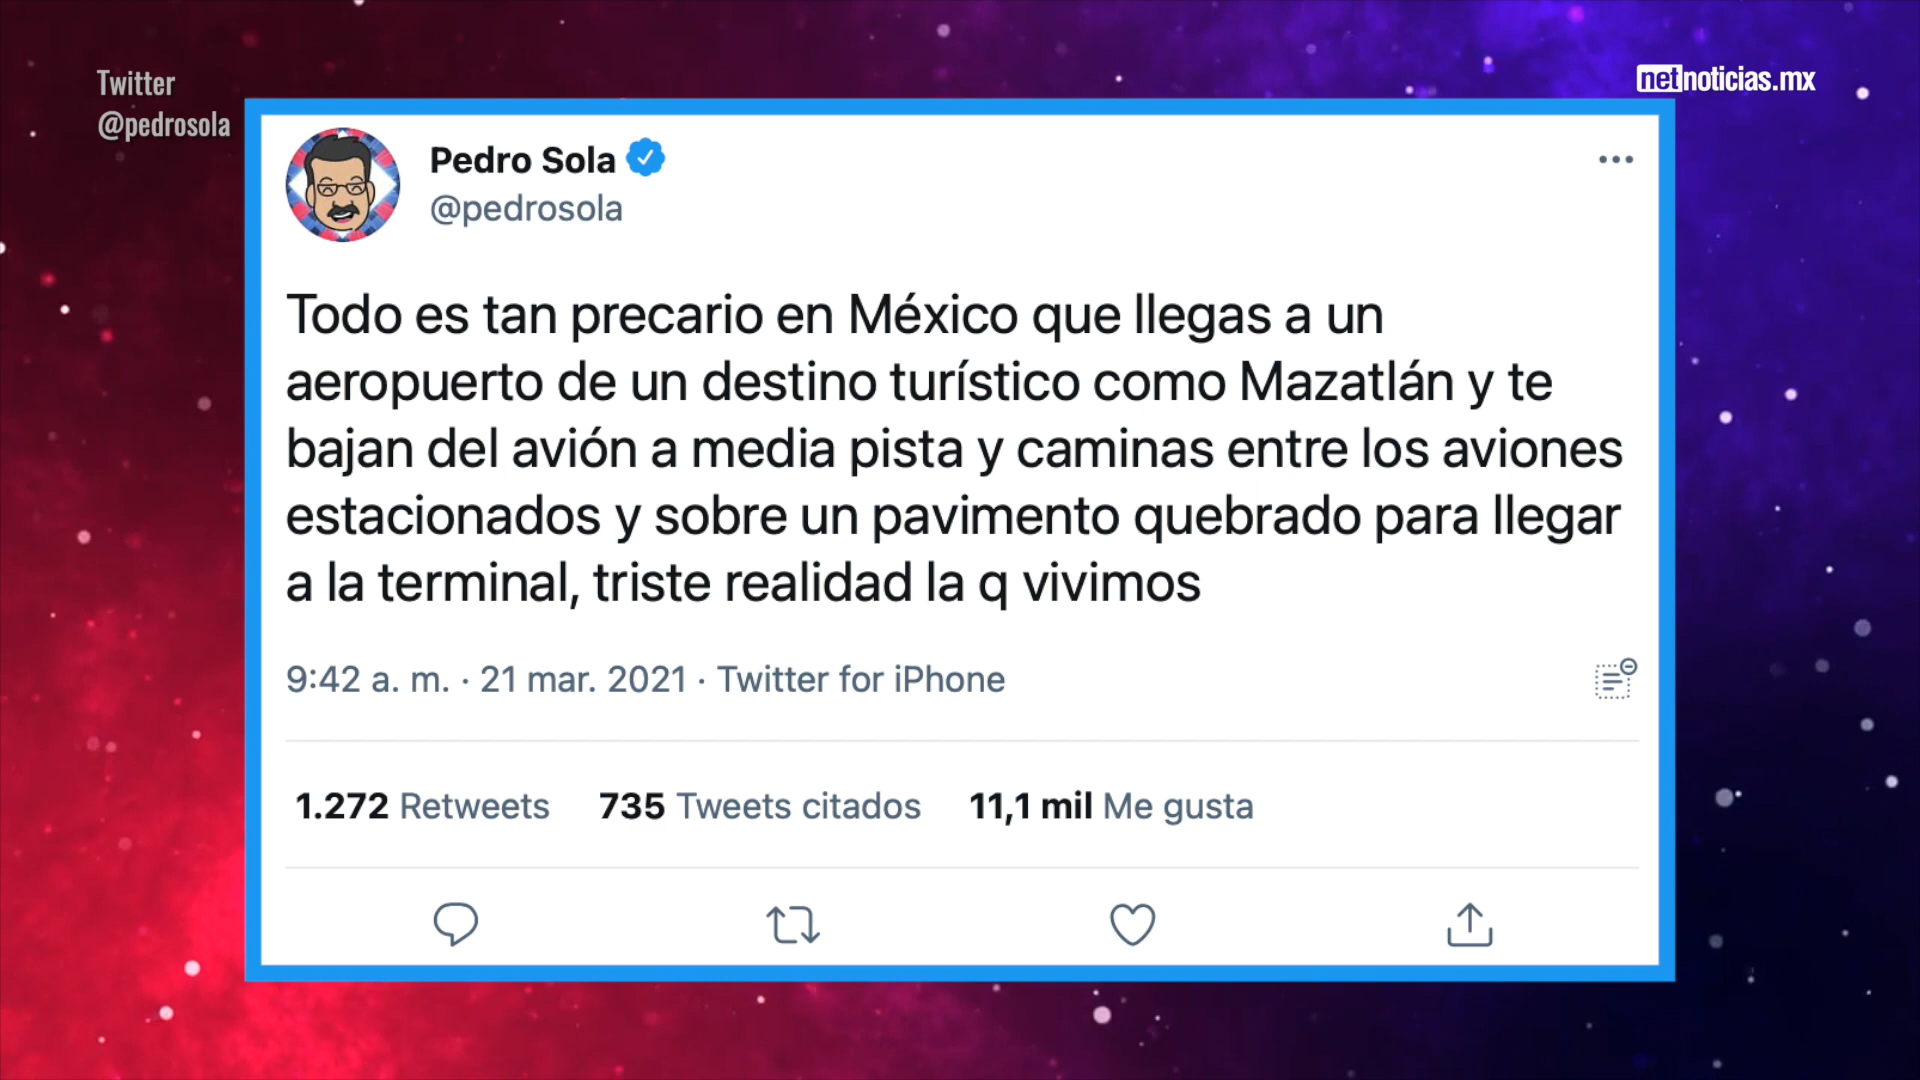 Twitter
@pedrosola
netnoticias.mx
Pedro Sola
@pedrosola
Todo es tan precario en México que llegas a un
aeropuerto de un destino turístico como Mazatlán y te
bajan del avión a media pista y caminas entre los aviones
estacionados y sobre un pavimento quebrado para llegar
a la terminal, triste realidad la q vivimos
9:42 a. m. · 21 mar. 2021 · Twitter for iPhone
1.272 Retweets 735 Tweets citados 11,1 mil Me gusta